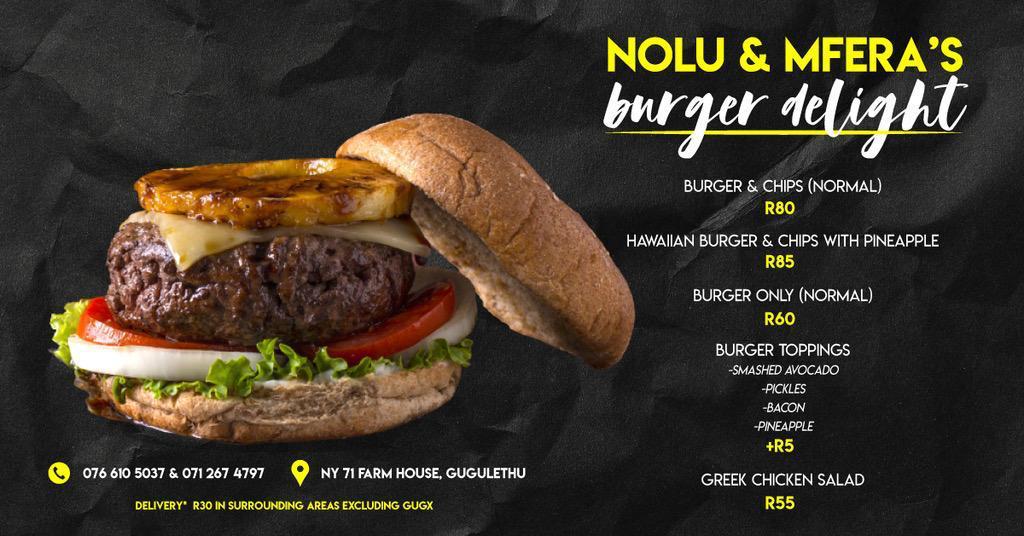 NOLU & MFERA'S
burger delight
BURGER & CHIPS (NORMAL)
R80
HAWAIIAN BURGER & CHIPS WITH PINEAPPLE
R85
BURGER ONLY (NORMAL)
R60
BURGER TOPPINGS
-SMASHED AVOCADO
-PICKLES
-BACON
-PINEAPPLE
+R5
GREEK CHICKEN SALAD
R55
076 610 5037 & 071 267 4797
NY 71 FARM HOUSE, GUGULETHU
DELIVERY* R30 IN SURROUNDING AREAS EXCLUDING GUGX